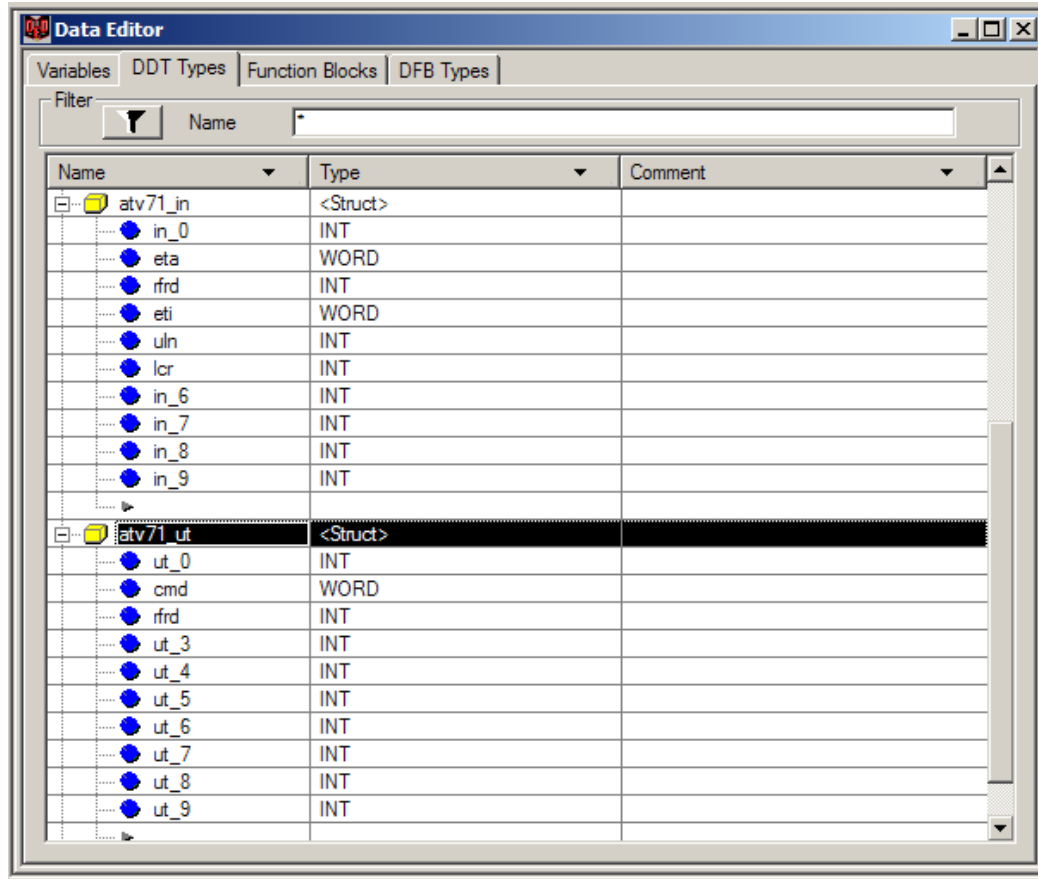 Data Editor
Variables DDT Types Function Blocks DFB Types
Filter
Name *
Name Type Comment
atv71_in <Struct>
in_0 INT
eta WORD
rfrd INT
eti WORD
uln INT
lcr INT
in_6 INT
in_7 INT
in_8 INT
in_9 INT
atv71_ut <Struct>
ut_0 INT
cmd WORD
rfrd INT
ut_3 INT
ut_4 INT
ut_5 INT
ut_6 INT
ut_7 INT
ut_8 INT
ut_9 INT